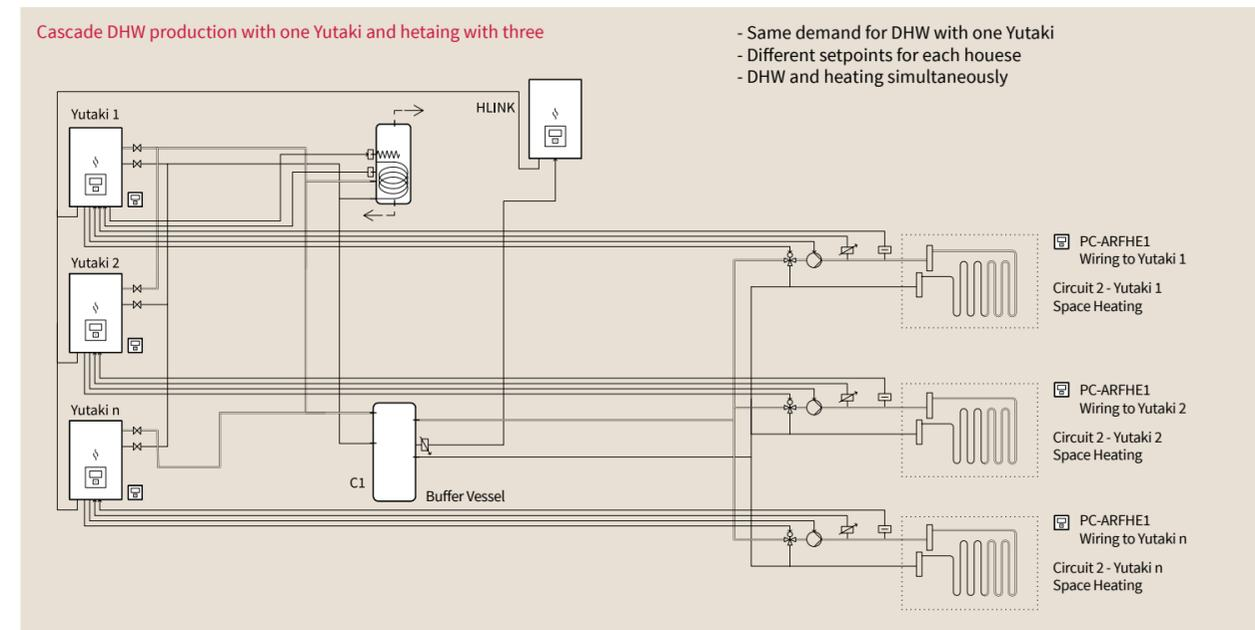 Cascade DHW production with one Yutaki and hetaing with three
- Same demand for DHW with one Yutaki
- Different setpoints for each houese
- DHW and heating simultaneously
HLINK
Yutaki 1
Yutaki 2
Yutaki n
C1
Buffer Vessel
PC-ARFHE1
Wiring to Yutaki 1
Circuit 2 - Yutaki 1
Space Heating
PC-ARFHE1
Wiring to Yutaki 2
Circuit 2 - Yutaki 2
Space Heating
PC-ARFHE1
Wiring to Yutaki n
Circuit 2 - Yutaki n
Space Heating